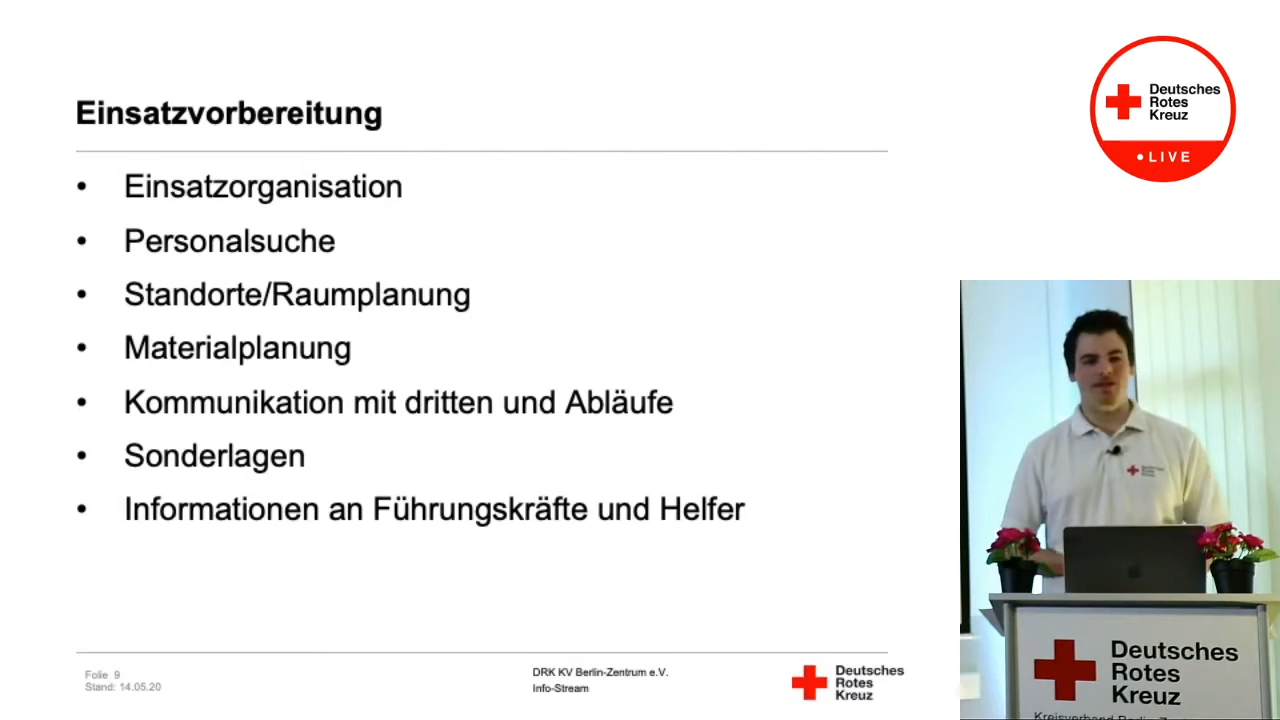 Einsatzvorbereitung
• Einsatzorganisation
• Personalsuche
• Standorte/Raumplanung
• Materialplanung
• Kommunikation mit dritten und Abläufe
• Sonderlagen
• Informationen an Führungskräfte und Helfer
Folie 9
Stand: 14.05.20
DRK KV Berlin-Zentrum e.V.
Info-Stream
Deutsches
Rotes
Kreuz
Deutsches
Rotes
Kreuz
• LIVE
Deutsches
Rotes
Kreuz
Kreisverband Berlin-